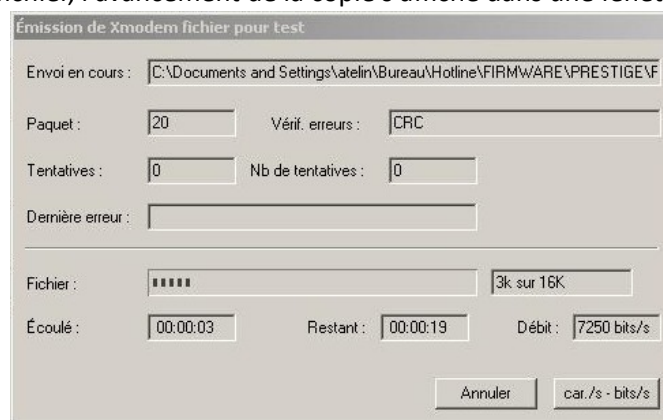 Émission de Xmodem fichier pour test
Envoi en cours : C:\Documents and Settings\atelin\Bureau\Hotline\FIRMWARE\PRESTIGE\F
Paquet : 20 Vérif. erreurs : CRC
Tentatives : 0 Nb de tentatives : 0
Dernière erreur :
Fichier : 3k sur 16K
Écoulé : 00:00:03 Restant : 00:00:19 Débit : 7250 bits/s
Annuler car./s - bits/s